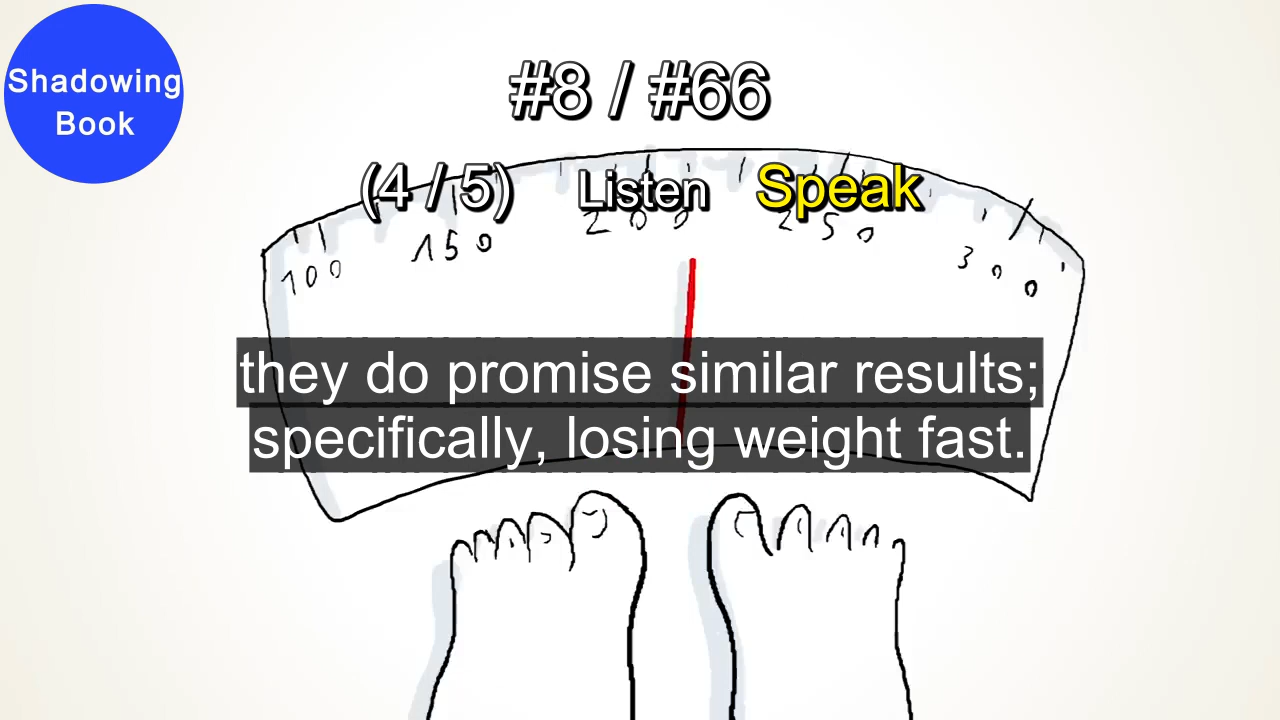 Shadowing
Book
#8 / #66
(4 / 5) Listen Speak
100 150 200 250 300
they do promise similar results;
specifically, losing weight fast.